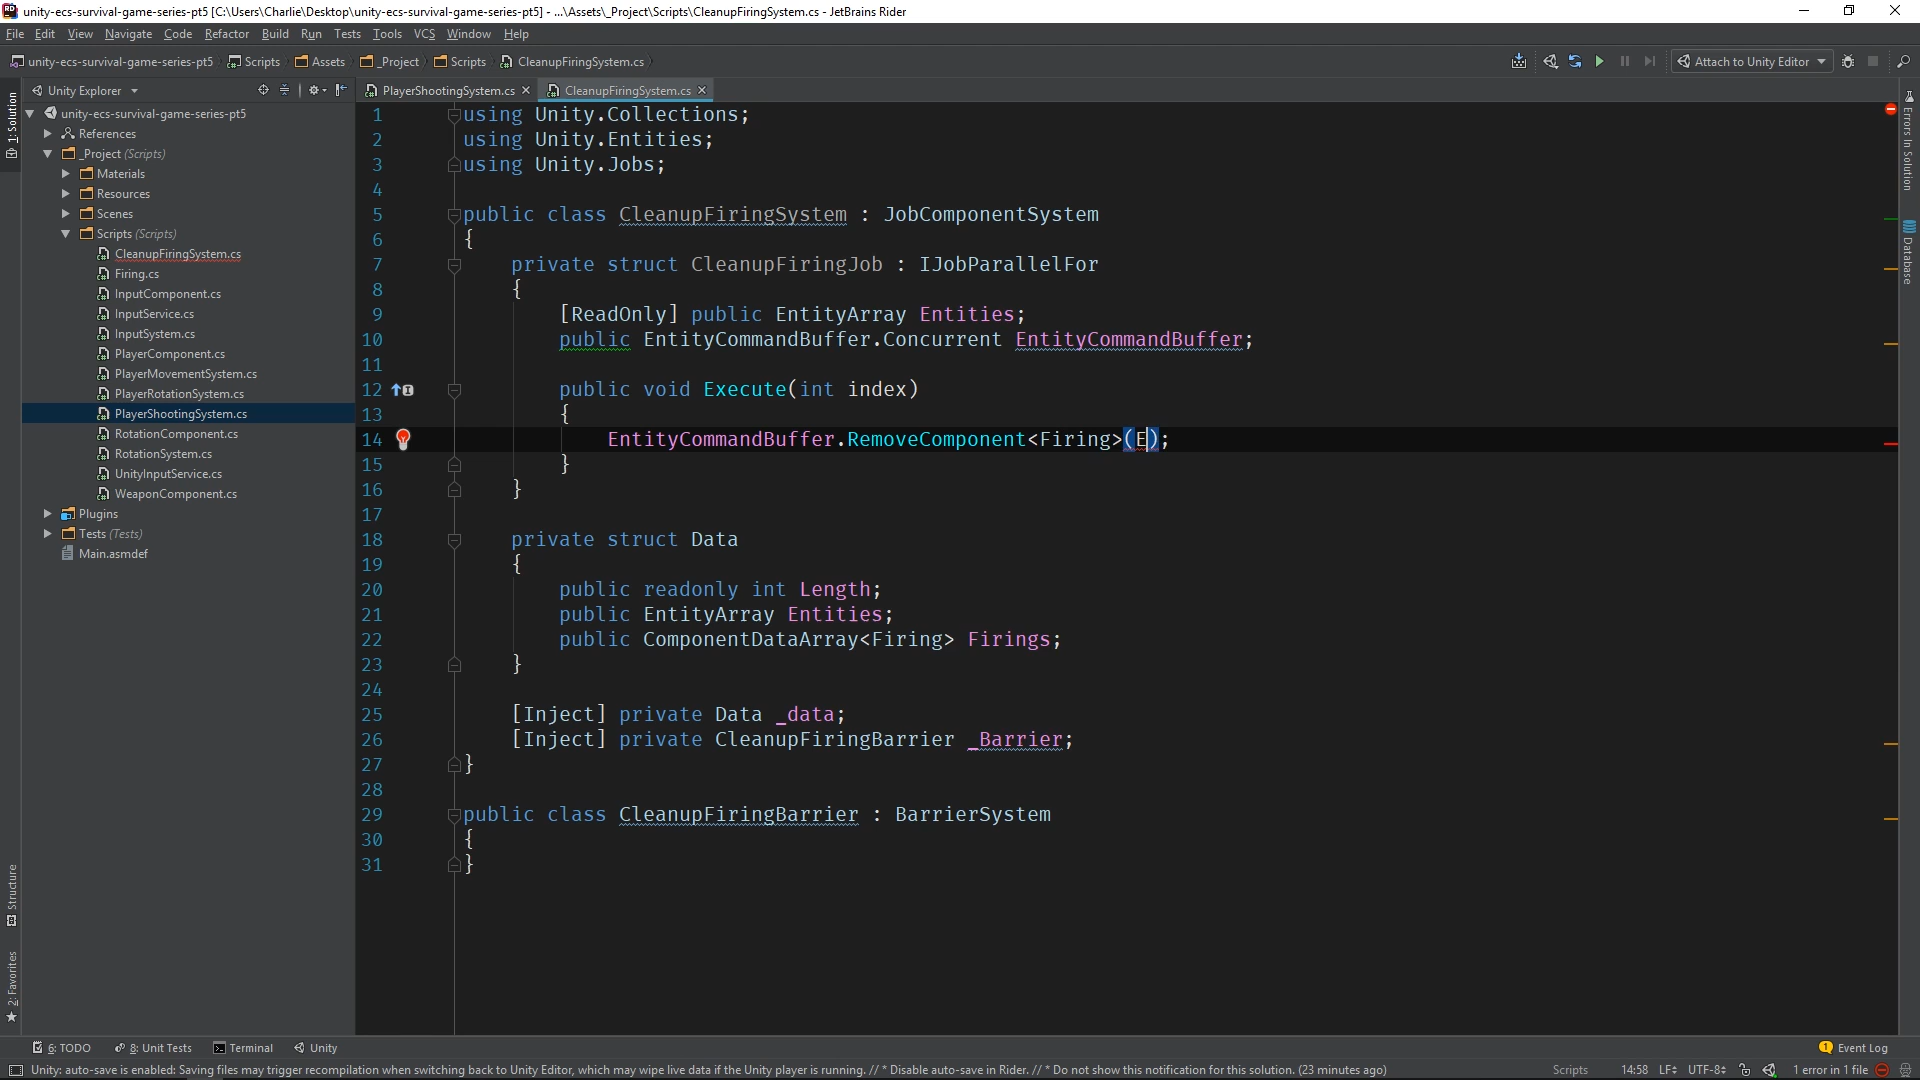 unity-ecs-survival-game-series-pt5 [C:\Users\Charlie\Desktop\unity-ecs-survival-game-series-pt5] - ...\Assets\_Project\Scripts\CleanupFiringSystem.cs - JetBrains Rider
File Edit View Navigate Code Refactor Build Run Tests Tools VCS Window Help
unity-ecs-survival-game-series-pt5 Scripts Assets _Project Scripts CleanupFiringSystem.cs
Attach to Unity Editor
Unity Explorer
PlayerShootingSystem.cs CleanupFiringSystem.cs
1: Solution
unity-ecs-survival-game-series-pt5
References
_Project (Scripts)
Materials
Resources
Scenes
Scripts (Scripts)
CleanupFiringSystem.cs
Firing.cs
InputComponent.cs
InputService.cs
InputSystem.cs
PlayerComponent.cs
PlayerMovementSystem.cs
PlayerRotationSystem.cs
PlayerShootingSystem.cs
RotationComponent.cs
RotationSystem.cs
UnityInputService.cs
WeaponComponent.cs
Plugins
Tests (Tests)
Main.asmdef
Structure
2: Favorites
1 using Unity.Collections;
2 using Unity.Entities;
3 using Unity.Jobs;
4
5 public class CleanupFiringSystem : JobComponentSystem
6 {
7 private struct CleanupFiringJob : IJobParallelFor
8 {
9 [ReadOnly] public EntityArray Entities;
10 public EntityCommandBuffer.Concurrent EntityCommandBuffer;
11
12 public void Execute(int index)
13 {
14 EntityCommandBuffer.RemoveComponent<Firing>(E);
15 }
16 }
17
18 private struct Data
19 {
20 public readonly int Length;
21 public EntityArray Entities;
22 public ComponentDataArray<Firing> Firings;
23 }
24
25 [Inject] private Data _data;
26 [Inject] private CleanupFiringBarrier _Barrier;
27 }
28
29 public class CleanupFiringBarrier : BarrierSystem
30 {
31 }
Errors In Solution
Database
6: TODO 8: Unit Tests Terminal Unity
1 Event Log
Unity: auto-save is enabled: Saving files may trigger recompilation when switching back to Unity Editor, which may wipe live data if the Unity player is running. // * Disable auto-save in Rider. // * Do not show this notification for this solution. (23 minutes ago)
Scripts 14:58 LF UTF-8 1 error in 1 file